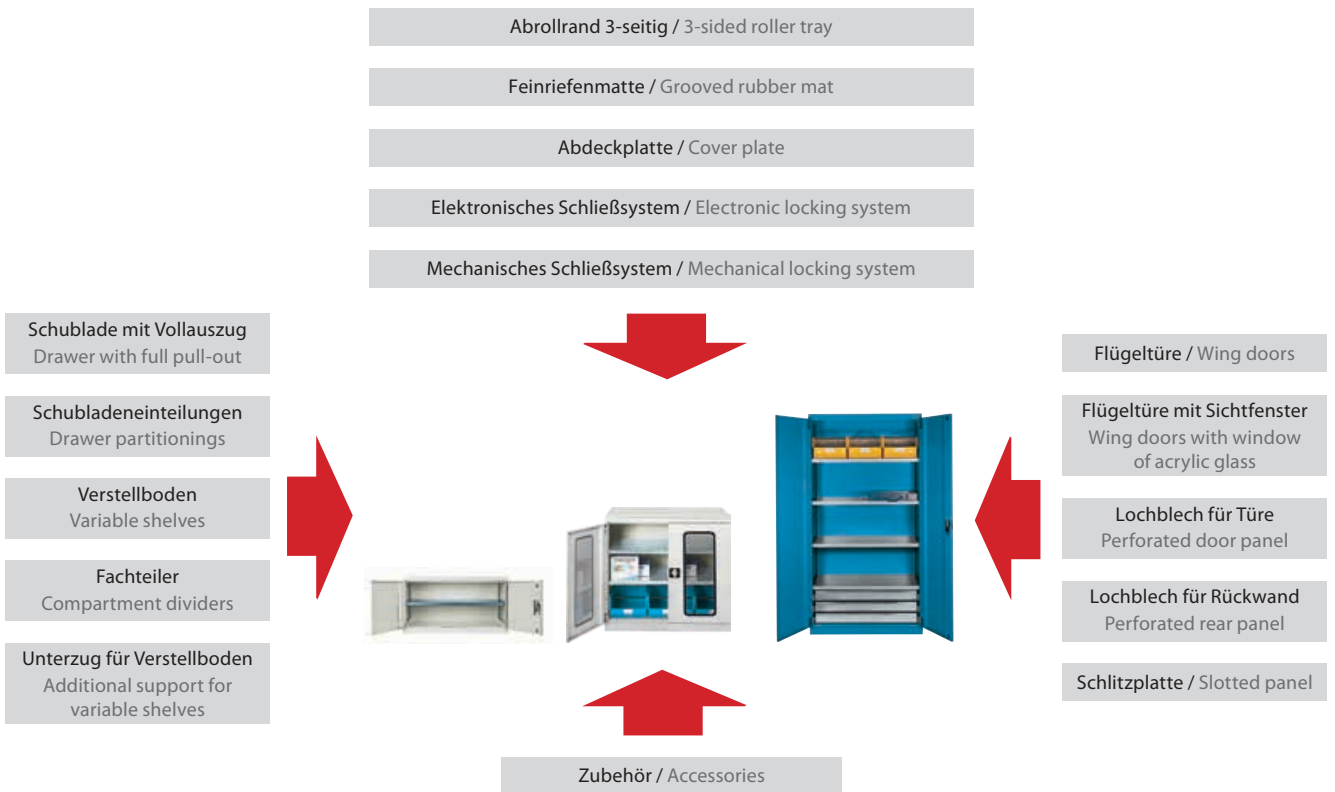 Abrollrand 3-seitig / 3-sided roller tray
Feinriefenmatte / Grooved rubber mat
Abdeckplatte / Cover plate
Elektronisches Schließsystem / Electronic locking system
Mechanisches Schließsystem / Mechanical locking system
Schublade mit Vollauszug
Drawer with full pull-out
Schubladeneinteilungen
Drawer partitionings
Verstellboden
Variable shelves
Fachteiler
Compartment dividers
Unterzug für Verstellboden
Additional support for
variable shelves
Flügeltüre / Wing doors
Flügeltüre mit Sichtfenster
Wing doors with window
of acrylic glass
Lochblech für Türe
Perforated door panel
Lochblech für Rückwand
Perforated rear panel
Schlitzplatte / Slotted panel
Zubehör / Accessories